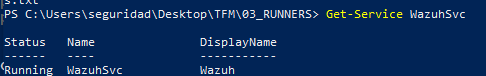 s.txt
PS C:\Users\seguridad\Desktop\TFM\03_RUNNERS> Get-Service WazuhSvc
Status Name DisplayName
------ ---- -----------
Running WazuhSvc Wazuh